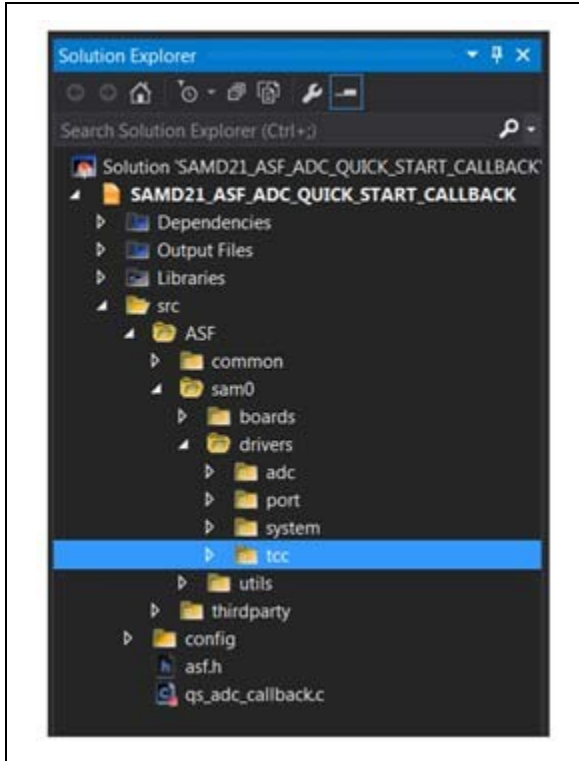 Solution Explorer
Search Solution Explorer (Ctrl+;)
Solution 'SAMD21_ASF_ADC_QUICK_START_CALLBACK'
SAMD21_ASF_ADC_QUICK_START_CALLBACK
Dependencies
Output Files
Libraries
src
ASF
common
sam0
boards
drivers
adc
port
system
tcc
utils
thirdparty
config
asf.h
qs_adc_callback.c